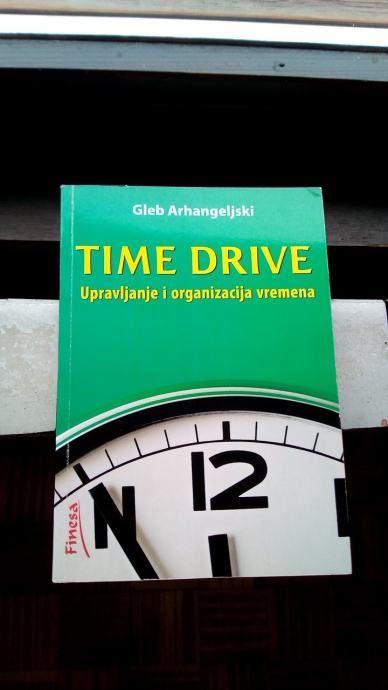 Gleb Arhangeljski
TIME DRIVE
Upravljanje i organizacija vremena
12
Finesa